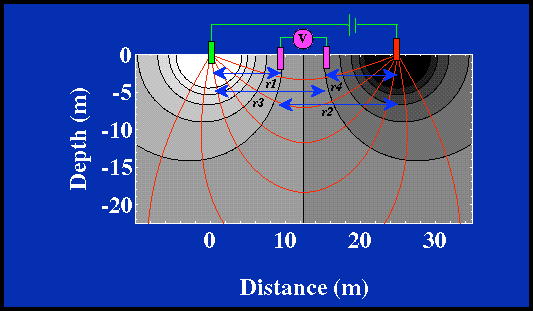 V
0
r1
r4
-5
r3
r2
-10
-15
-20
Depth (m)
0 10 20 30
Distance (m)